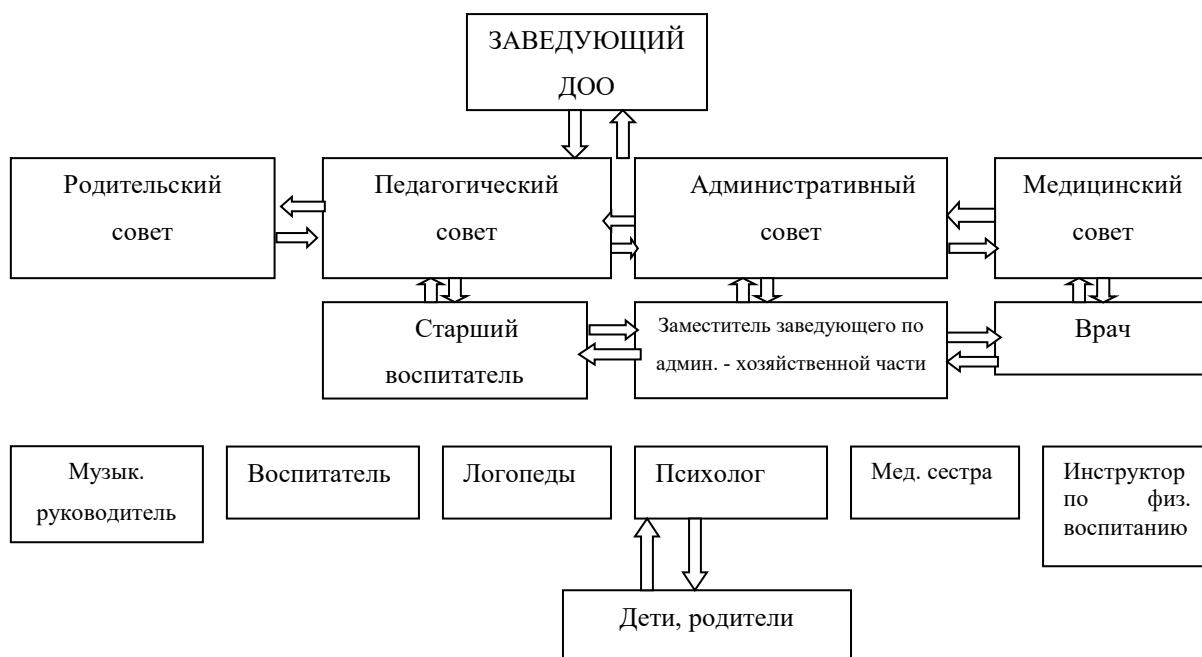 ЗАВЕДУЮЩИЙ
ДОО
Родительский
совет
Педагогический
совет
Административный
совет
Медицинский
совет
Старший
воспитатель
Заместитель заведующего по
админ. - хозяйственной части
Врач
Музык.
руководитель
Воспитатель
Логопеды
Психолог
Мед. сестра
Инструктор
по физ.
воспитанию
Дети, родители